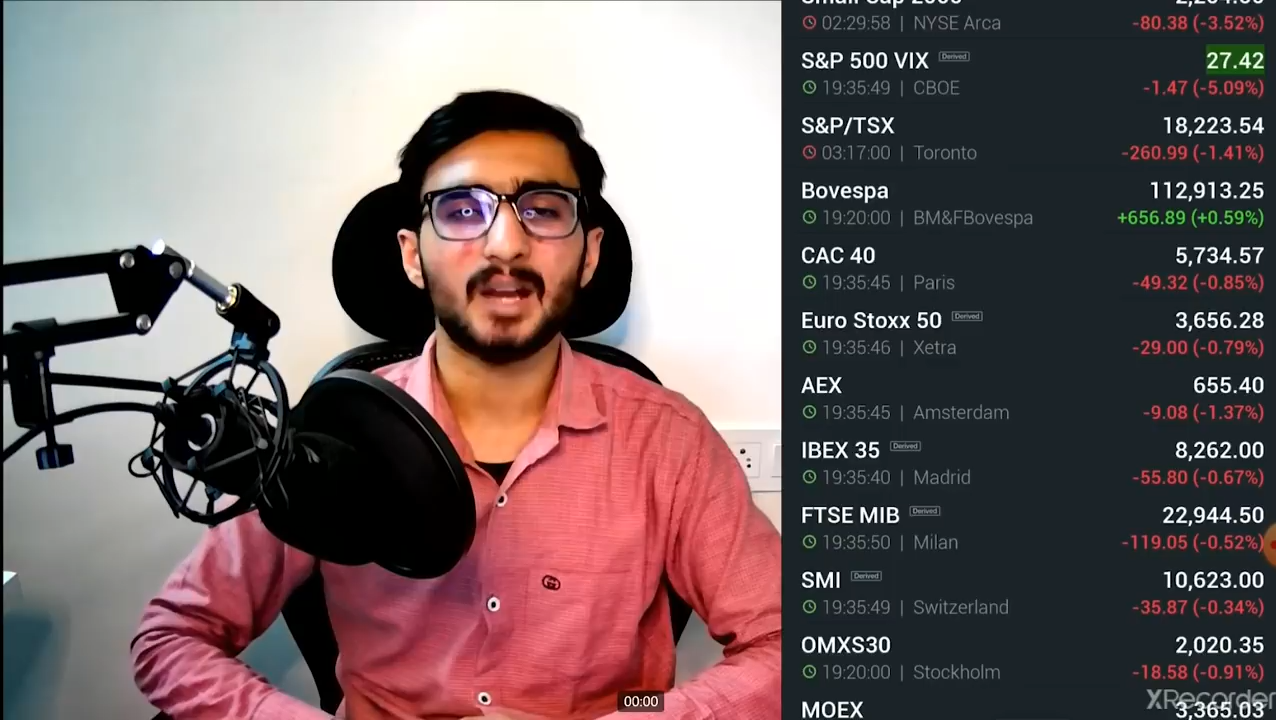 02:29:58 | NYSE Arca -80.38 (-3.52%)
S&P 500 VIX Derived 27.42
19:35:49 | CBOE -1.47 (-5.09%)
S&P/TSX 18,223.54
03:17:00 | Toronto -260.99 (-1.41%)
Bovespa 112,913.25
19:20:00 | BM&FBovespa +656.89 (+0.59%)
CAC 40 5,734.57
19:35:45 | Paris -49.32 (-0.85%)
Euro Stoxx 50 Derived 3,656.28
19:35:46 | Xetra -29.00 (-0.79%)
AEX 655.40
19:35:45 | Amsterdam -9.08 (-1.37%)
IBEX 35 Derived 8,262.00
19:35:40 | Madrid -55.80 (-0.67%)
FTSE MIB Derived 22,944.50
19:35:50 | Milan -119.05 (-0.52%)
SMI Derived 10,623.00
19:35:49 | Switzerland -35.87 (-0.34%)
OMXS30 2,020.35
19:20:00 | Stockholm -18.58 (-0.91%)
00:00
XRecorder
MOEX 3,365.03